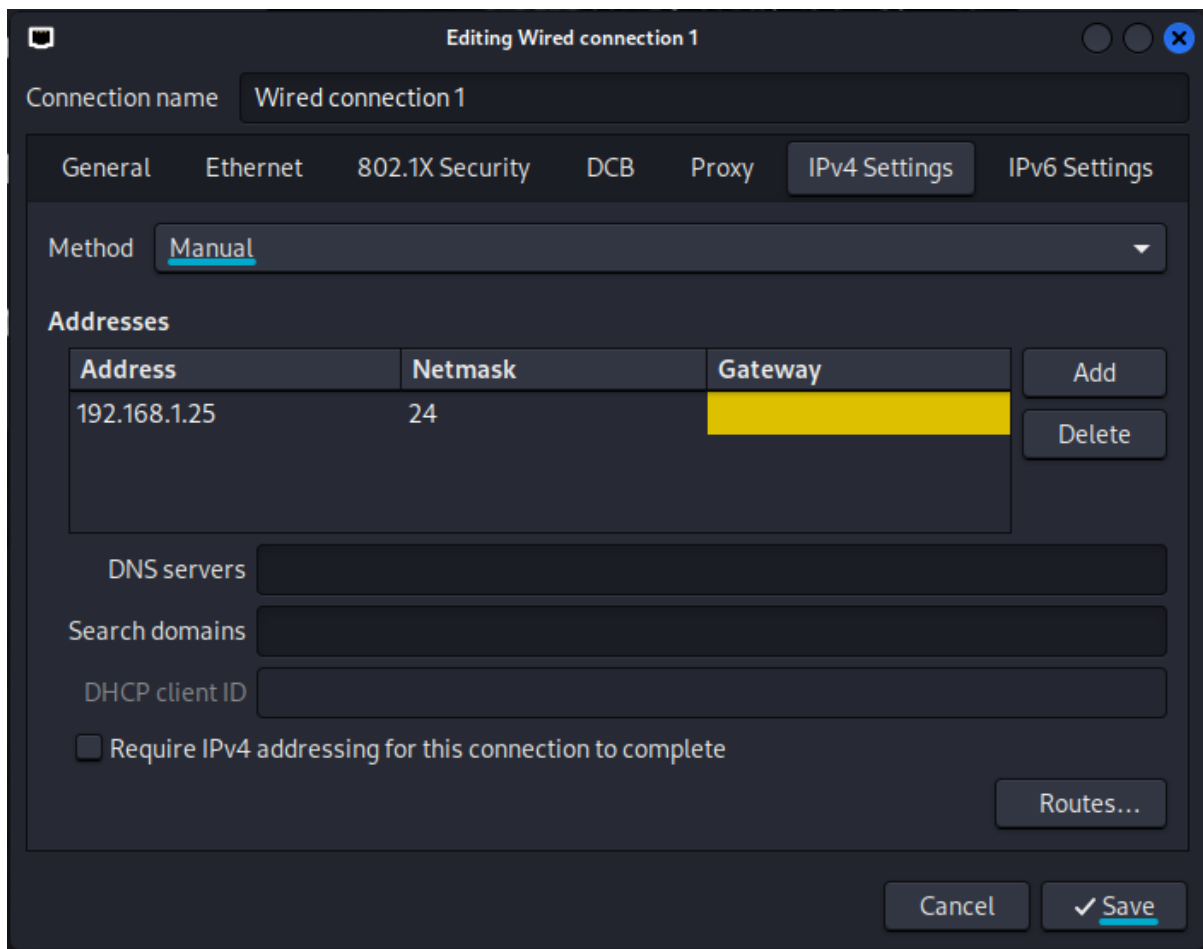 Editing Wired connection 1
Connection name Wired connection 1
General Ethernet 802.1X Security DCB Proxy IPv4 Settings IPv6 Settings
Method Manual
Addresses
Address Netmask Gateway Add
192.168.1.25 24
Delete
DNS servers
Search domains
DHCP client ID
Require IPv4 addressing for this connection to complete
Routes...
Cancel Save